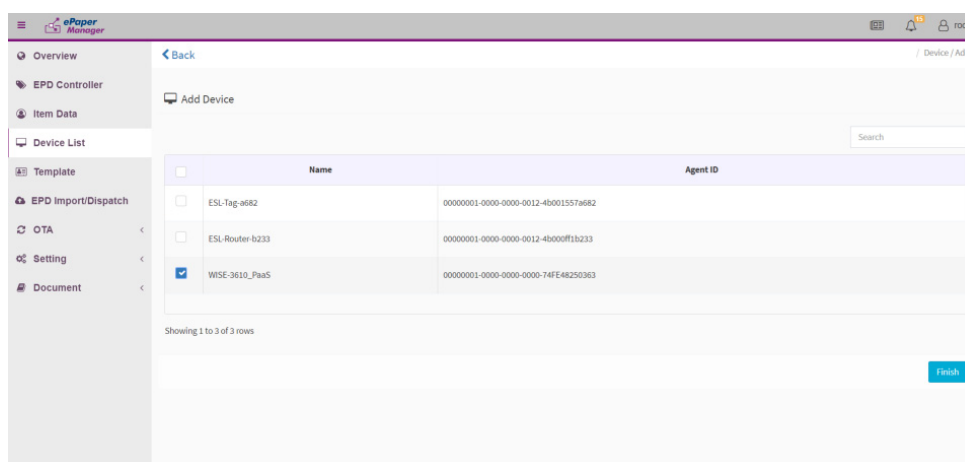 ePaper
Manager
15
Overview
EPD Controller
Item Data
Device List
Template
EPD Import/Dispatch
OTA
Setting
Document
Back
/ Device / Ad
Add Device
Search
Name Agent ID
ESL-Tag-a682 00000001-0000-0000-0012-4b001557a682
ESL-Router-b233 00000001-0000-0000-0012-4b000ff1b233
WISE-3610_PaaS 00000001-0000-0000-0000-74FE48250363
Showing 1 to 3 of 3 rows
Finish